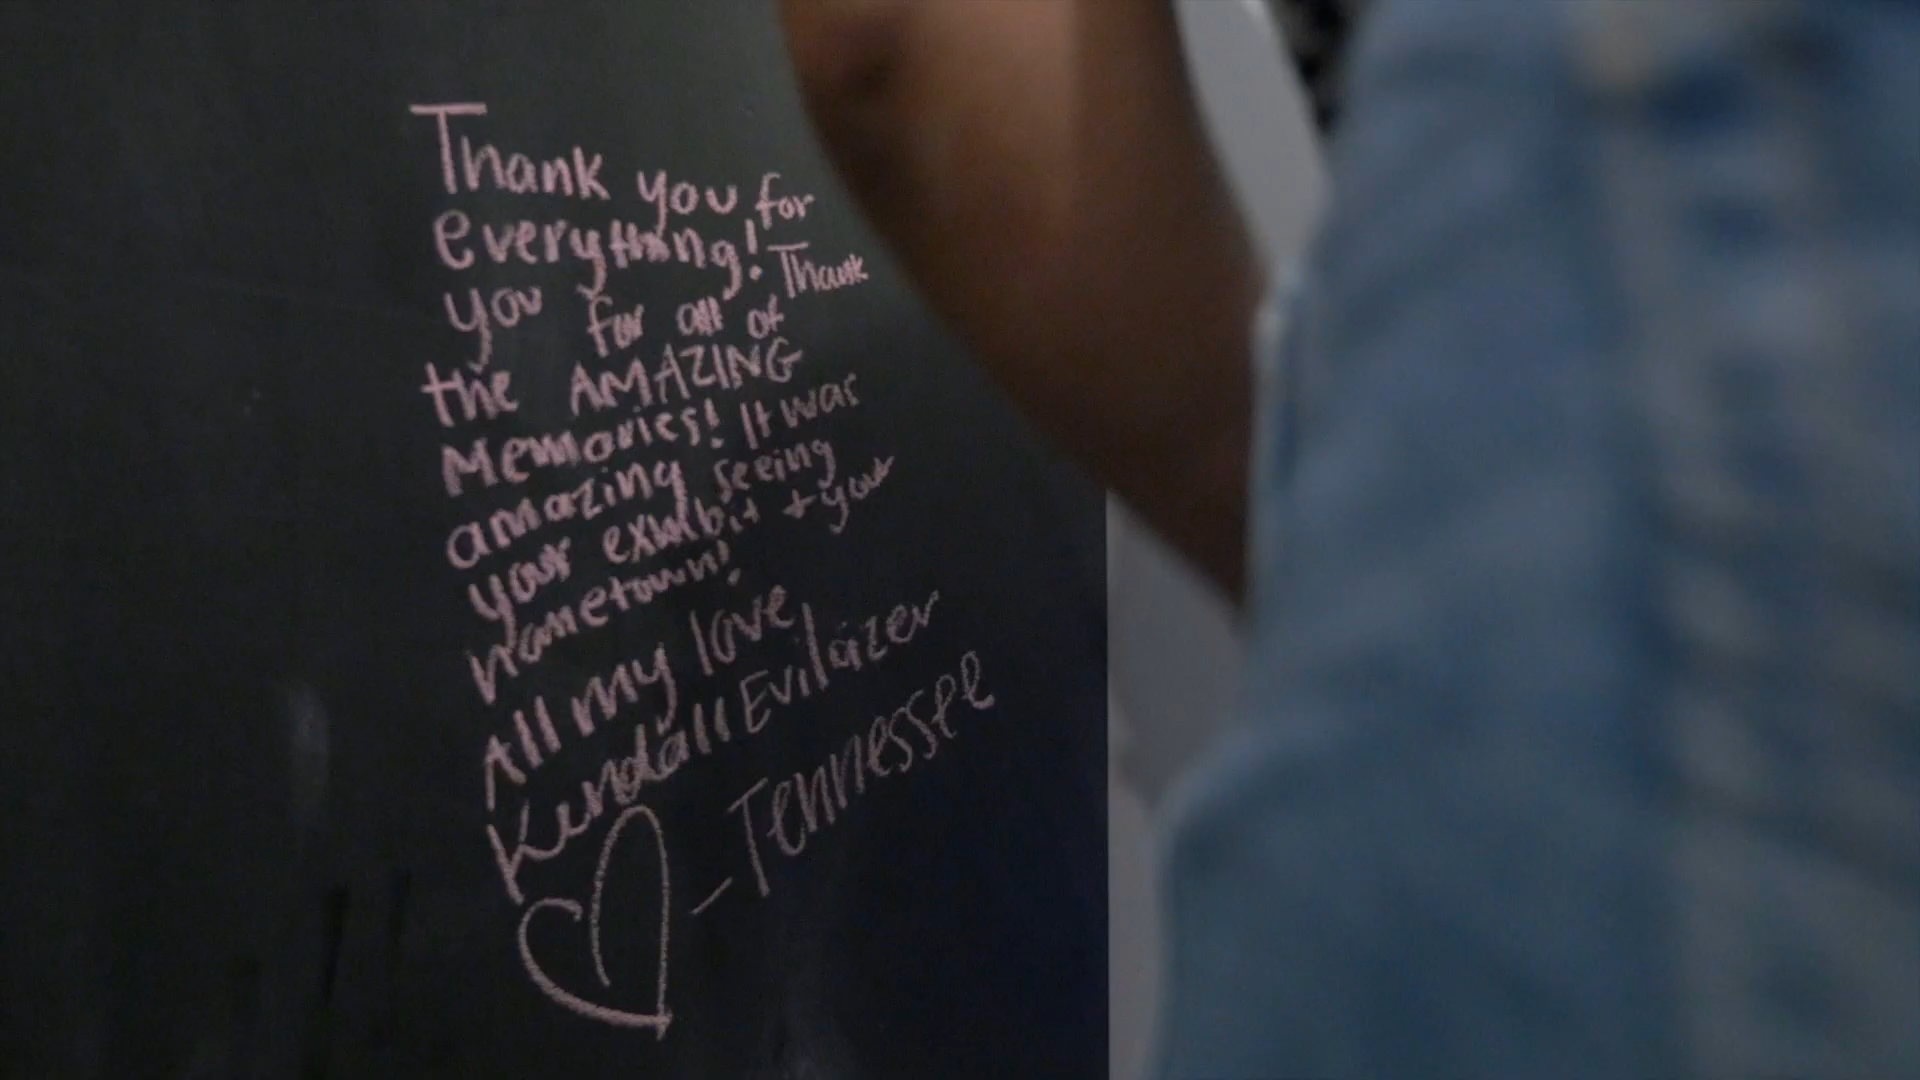 Thank you for
everything! Thank
you for all of
the AMAZING
Memories! It was
amazing seeing
your exhibit + your
hometown!
All my love
Kendall Evilsizer
- Tennessee